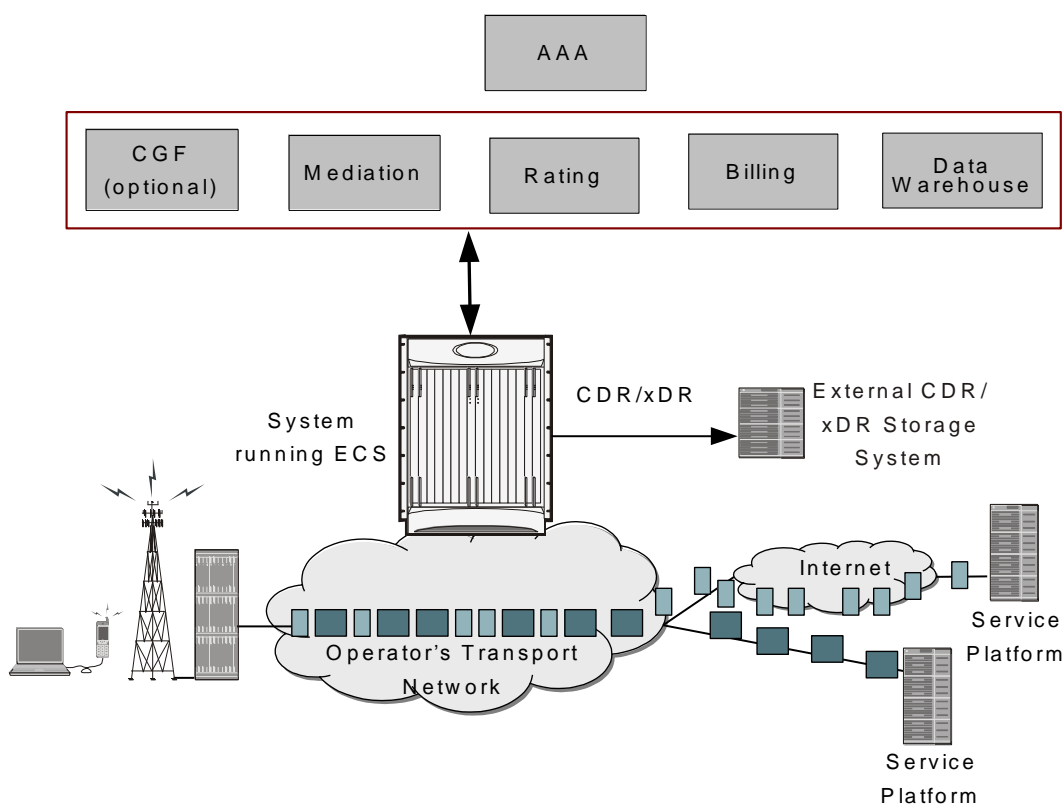 AAA
CGF
(optional)
Mediation
Rating
Billing
Data
Warehouse
System
running ECS
CDR/xDR
External CDR/
xDR Storage
System
Internet
Service
Platform
Operator's Transport
Network
Service
Platform